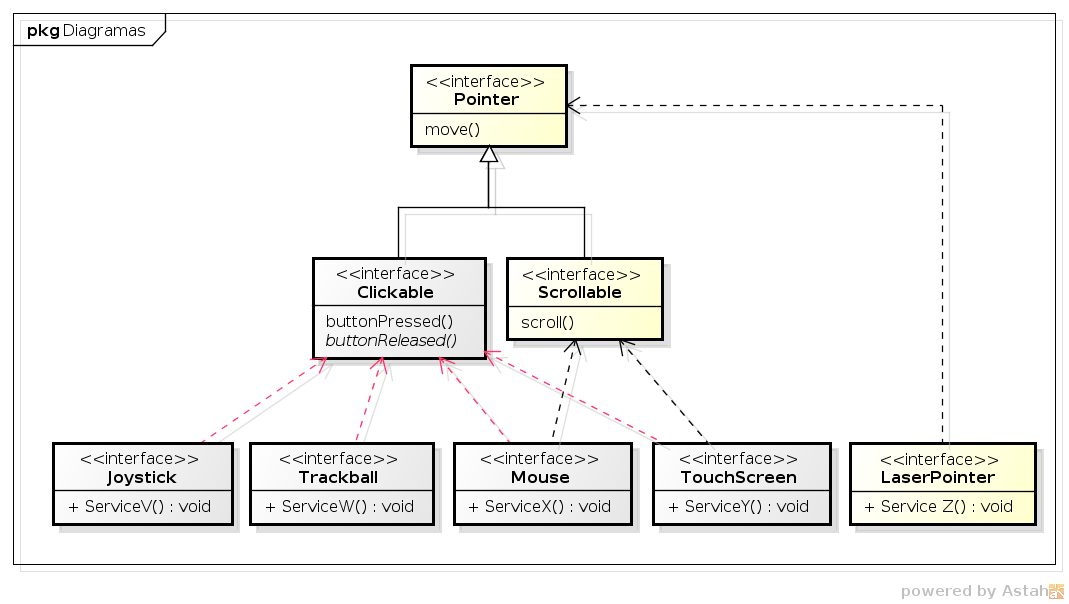 pkg Diagramas
<<interface>>
Pointer
move()
<<interface>>
Clickable
buttonPressed()
buttonReleased()
<<interface>>
Scrollable
scroll()
<<interface>>
Joystick
+ ServiceV() : void
<<interface>>
Trackball
+ ServiceW() : void
<<interface>>
Mouse
+ ServiceX() : void
<<interface>>
TouchScreen
+ ServiceY() : void
<<interface>>
LaserPointer
+ Service Z() : void
powered by Astah